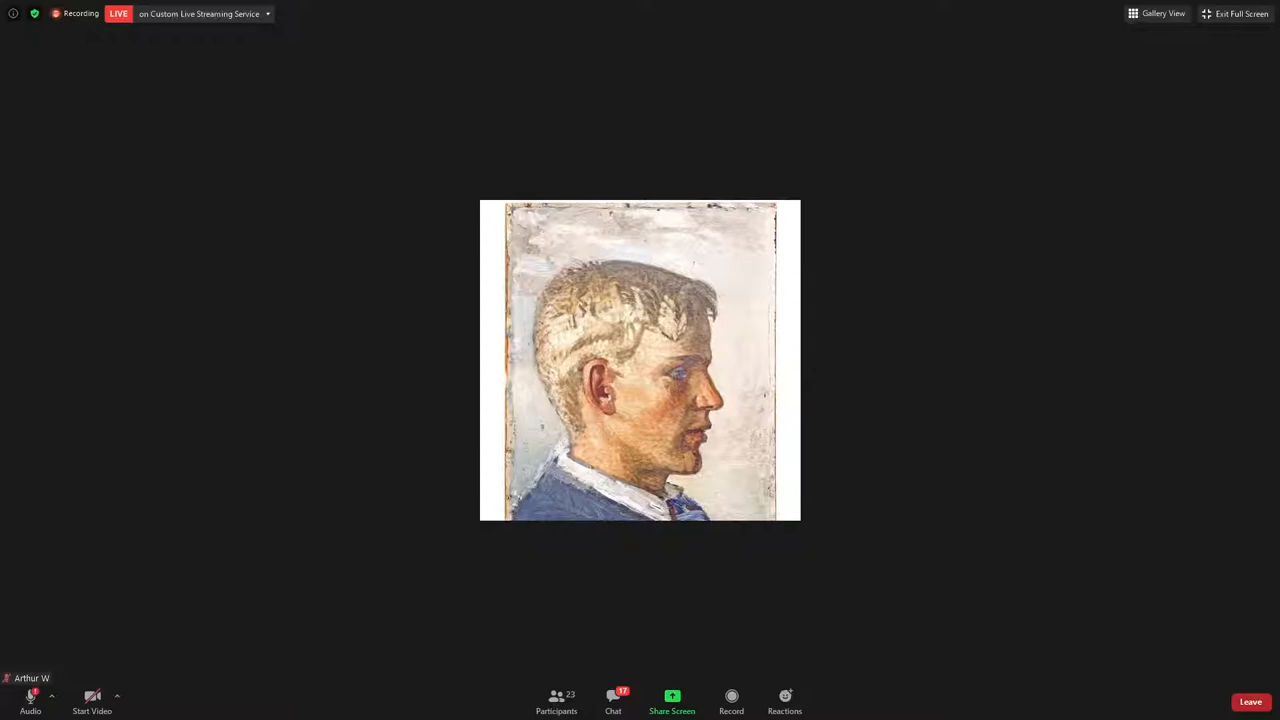 Recording LIVE on Custom Live Streaming Service Gallery View Exit Full Screen
Arthur W
23 17
Audio Start Video Participants Chat Share Screen Record Reactions Leave